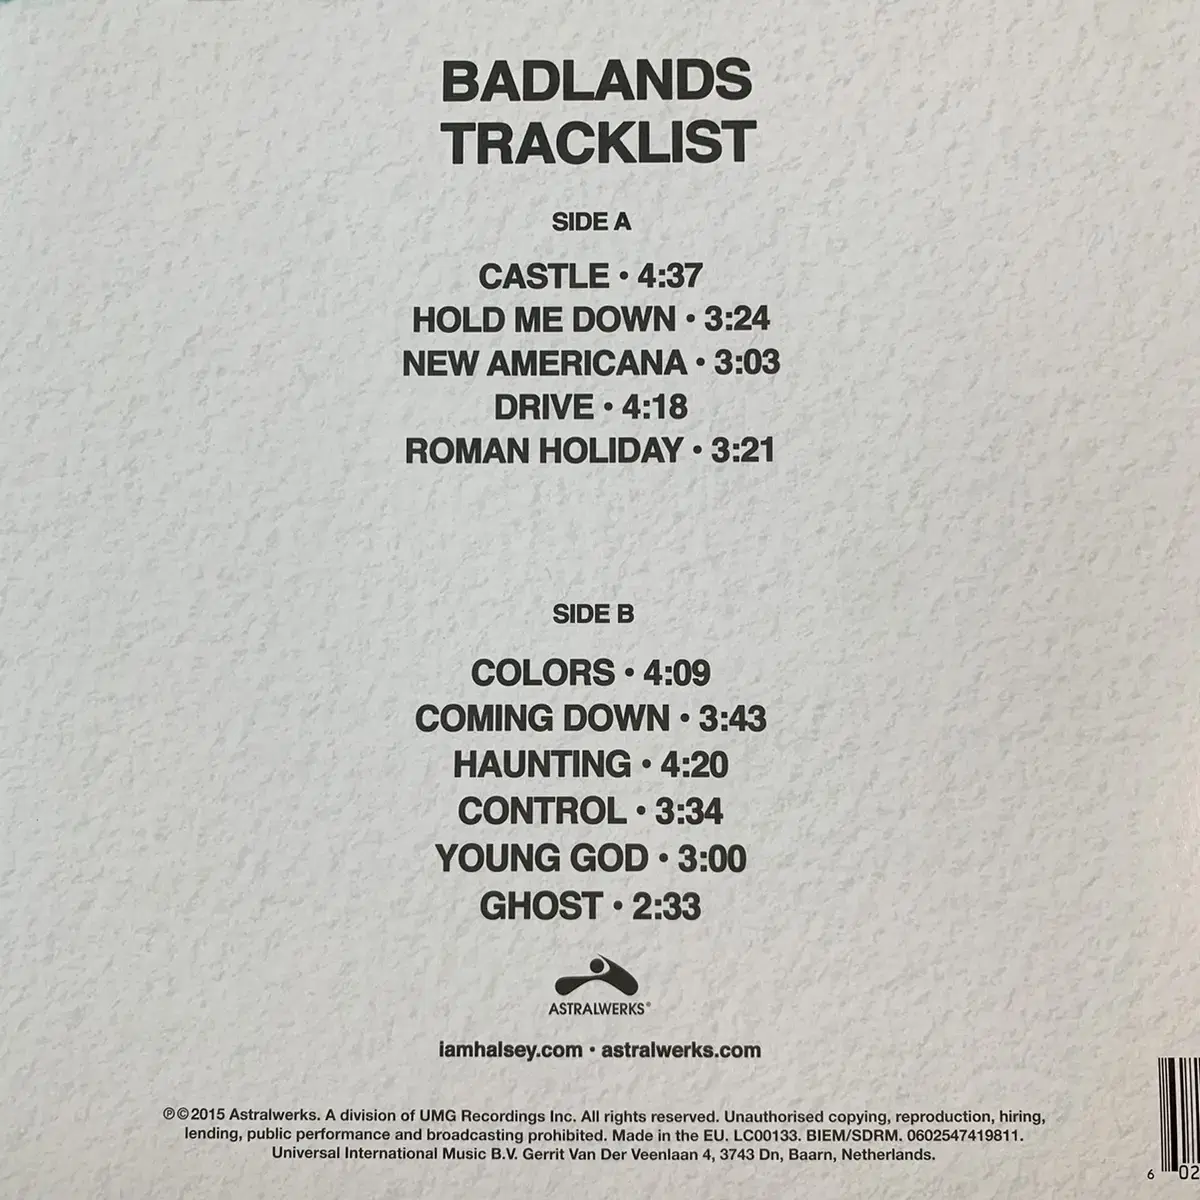 BADLANDS
TRACKLIST
SIDE A
CASTLE • 4:37
HOLD ME DOWN • 3:24
NEW AMERICANA • 3:03
DRIVE • 4:18
ROMAN HOLIDAY • 3:21
SIDE B
COLORS • 4:09
COMING DOWN • 3:43
HAUNTING • 4:20
CONTROL • 3:34
YOUNG GOD • 3:00
GHOST • 2:33
ASTRALWERKS®
iamhalsey.com • astralwerks.com
℗©2015 Astralwerks. A division of UMG Recordings Inc. All rights reserved. Unauthorised copying, reproduction, hiring,
lending, public performance and broadcasting prohibited. Made in the EU. LC00133. BIEM/SDRM. 0602547419811.
Universal International Music B.V. Gerrit Van Der Veenlaan 4, 3743 Dn, Baarn, Netherlands.
6 02